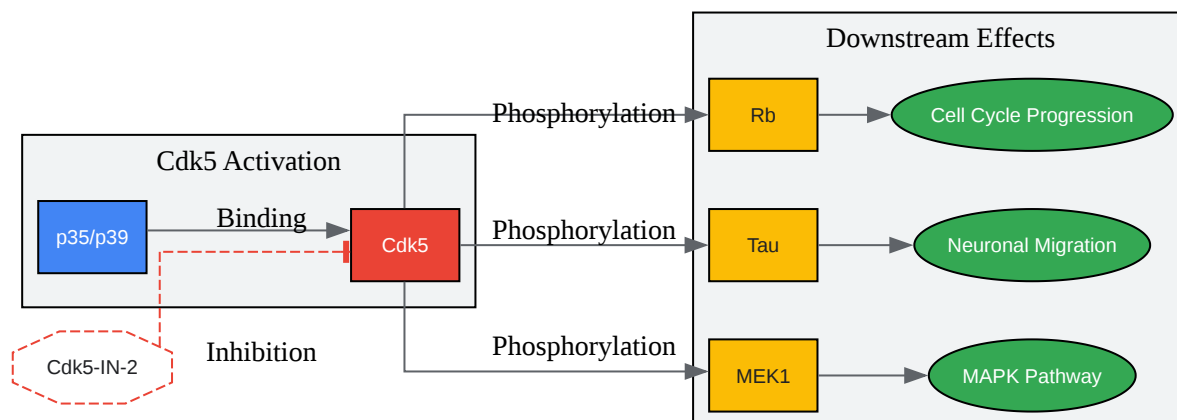 Downstream Effects
Phosphorylation
Rb
Cell Cycle Progression
Cdk5 Activation
p35/p39
Binding
Cdk5
Phosphorylation
Tau
Neuronal Migration
Cdk5-IN-2
Inhibition
Phosphorylation
MEK1
MAPK Pathway